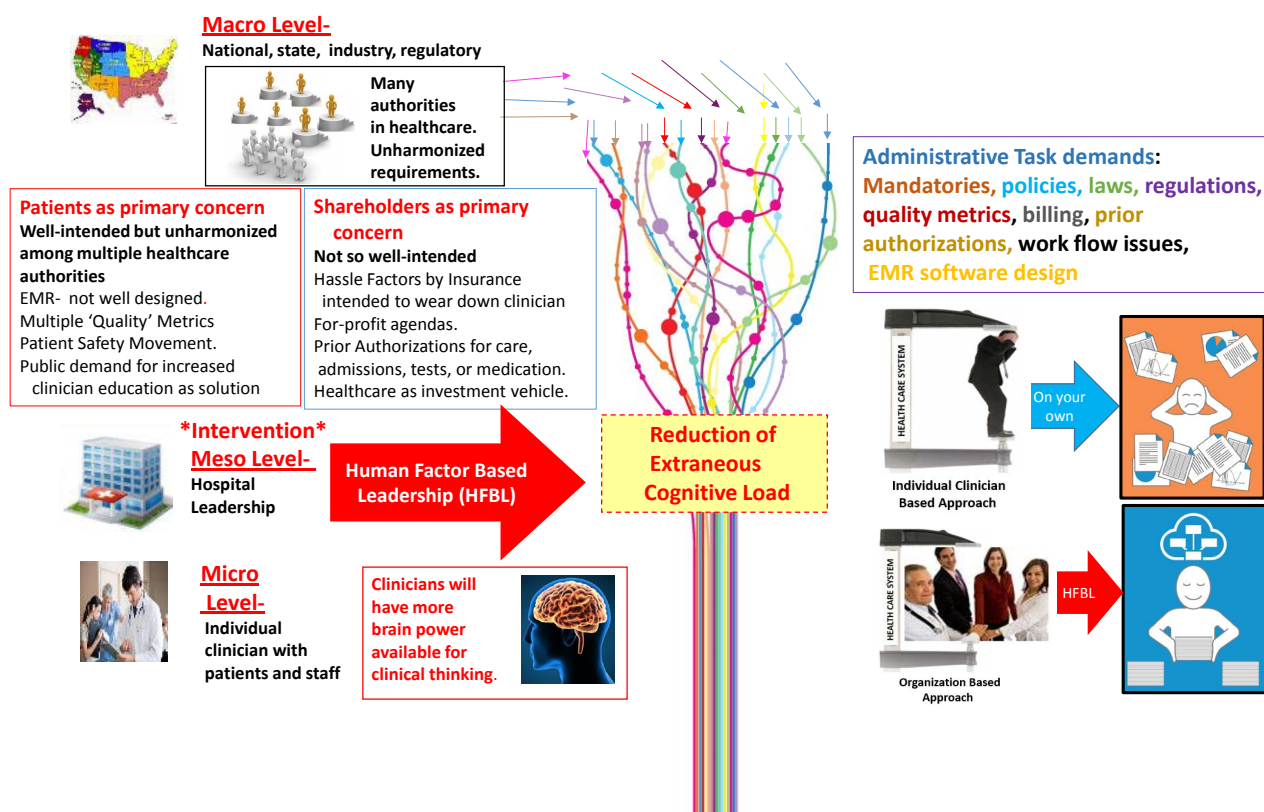 Macro Level-
National, state, industry, regulatory
Many
authorities
in healthcare.
Unharmonized
requirements.
Patients as primary concern
Well-intended but unharmonized
among multiple healthcare
authorities
EMR- not well designed.
Multiple ‘Quality’ Metrics
Patient Safety Movement.
Public demand for increased
clinician education as solution
Shareholders as primary
concern
Not so well-intended
Hassle Factors by Insurance
intended to wear down clinician
For-profit agendas.
Prior Authorizations for care,
admissions, tests, or medication.
Healthcare as investment vehicle.
Administrative Task demands:
Mandatories, policies, laws, regulations,
quality metrics, billing, prior
authorizations, work flow issues,
EMR software design
*Intervention*
Meso Level-
Hospital
Leadership
Human Factor Based
Leadership (HFBL)
Reduction of
Extraneous
Cognitive Load
HEALTH CARE SYSTEM
On your
own
Individual Clinician
Based Approach
Micro
Level-
Individual
clinician with
patients and staff
Clinicians will
have more
brain power
available for
clinical thinking.
HEALTH CARE SYSTEM
HFBL
Organization Based
Approach